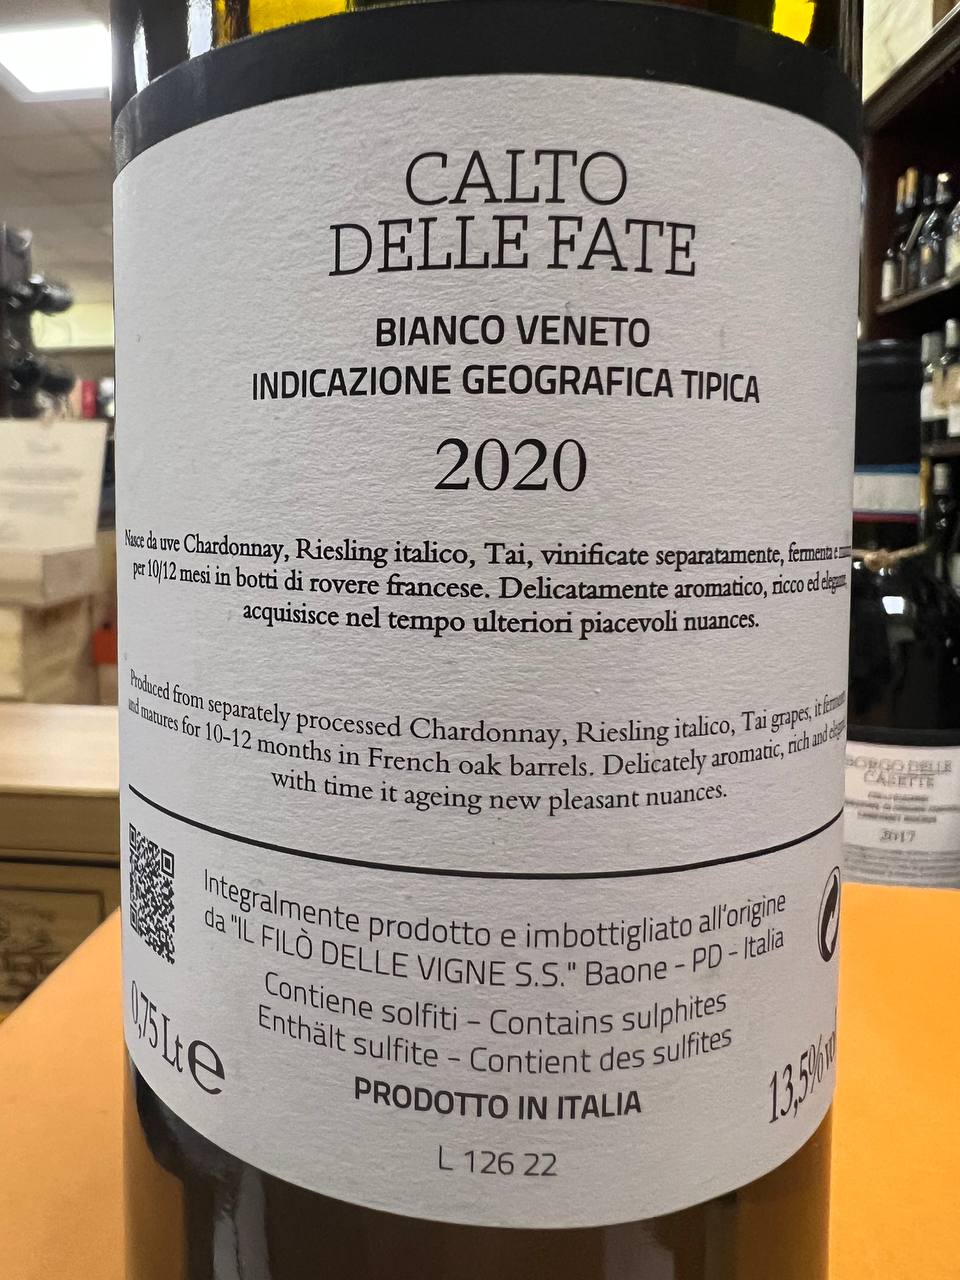 CALTO
DELLE FATE
BIANCO VENETO
INDICAZIONE GEOGRAFICA TIPICA
2020
Nasce da uve Chardonnay, Riesling italico, Tai, vinificate separatamente, fermenta e
per 10/12 mesi in botti di rovere francese. Delicatamente aromatico, ricco ed
acquisisce nel tempo ulteriori piacevoli nuances.
Produced from separately processed Chardonnay, Riesling italico, Tai grapes, it
and matures for 10-12 months in French oak barrels. Delicately aromatic, rich and
with time it ageing new pleasant nuances.
Integralmente prodotto e imbottigliato all'origine
da "IL FILÒ DELLE VIGNE S.S." Baone - PD - Italia
Contiene solfiti - Contains sulphites
Enthält sulfite - Contient des sulfites
0,75 Lt e
13,5% vol
PRODOTTO IN ITALIA
L 126 22
BORGO DELLE
CASETTE
2017